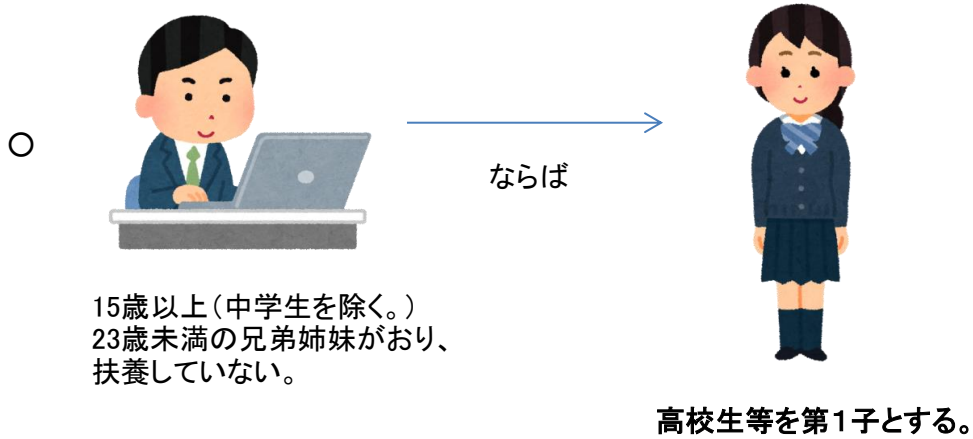 ○
ならば
15歳以上(中学生を除く。)
23歳未満の兄弟姉妹がおり、
扶養していない。
高校生等を第1子とする。